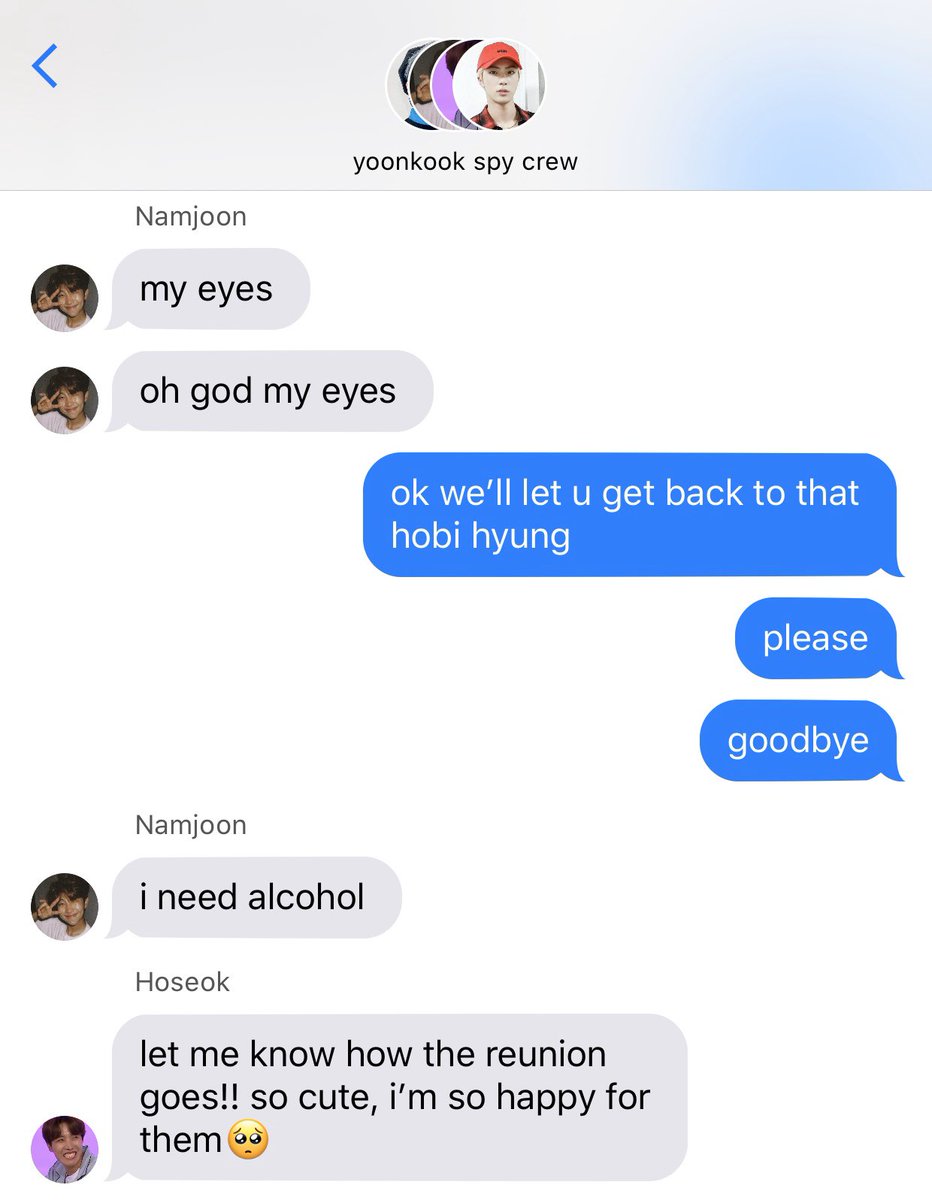 yoonkook spy crew
Namjoon
my eyes
oh god my eyes
ok we’ll let u get back to that
hobi hyung
please
goodbye
Namjoon
i need alcohol
Hoseok
let me know how the reunion
goes!! so cute, i’m so happy for
them🥺